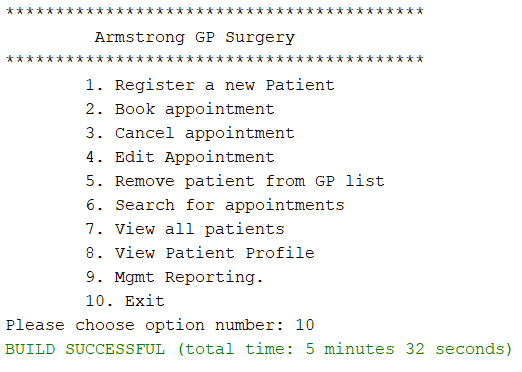 ******************************************
Armstrong GP Surgery
******************************************
1. Register a new Patient
2. Book appointment
3. Cancel appointment
4. Edit Appointment
5. Remove patient from GP list
6. Search for appointments
7. View all patients
8. View Patient Profile
9. Mgmt Reporting.
10. Exit
Please choose option number: 10
BUILD SUCCESSFUL (total time: 5 minutes 32 seconds)